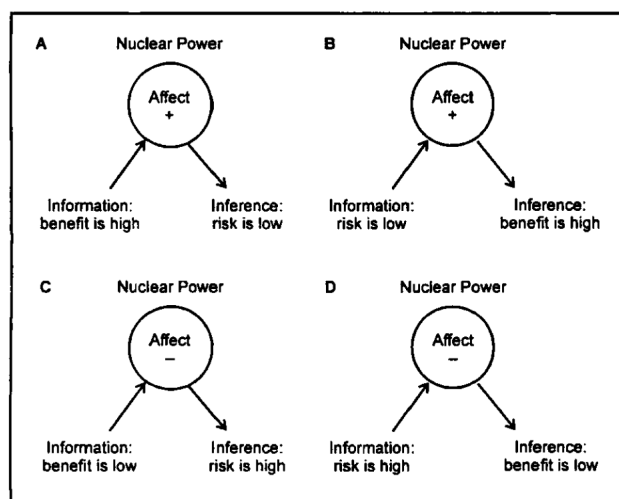 A
Nuclear Power
Affect
+
Information:
benefit is high
Inference:
risk is low
B
Nuclear Power
Affect
+
Information:
risk is low
Inference:
benefit is high
C
Nuclear Power
Affect
–
Information:
benefit is low
Inference:
risk is high
D
Nuclear Power
Affect
–
Information:
risk is high
Inference:
benefit is low